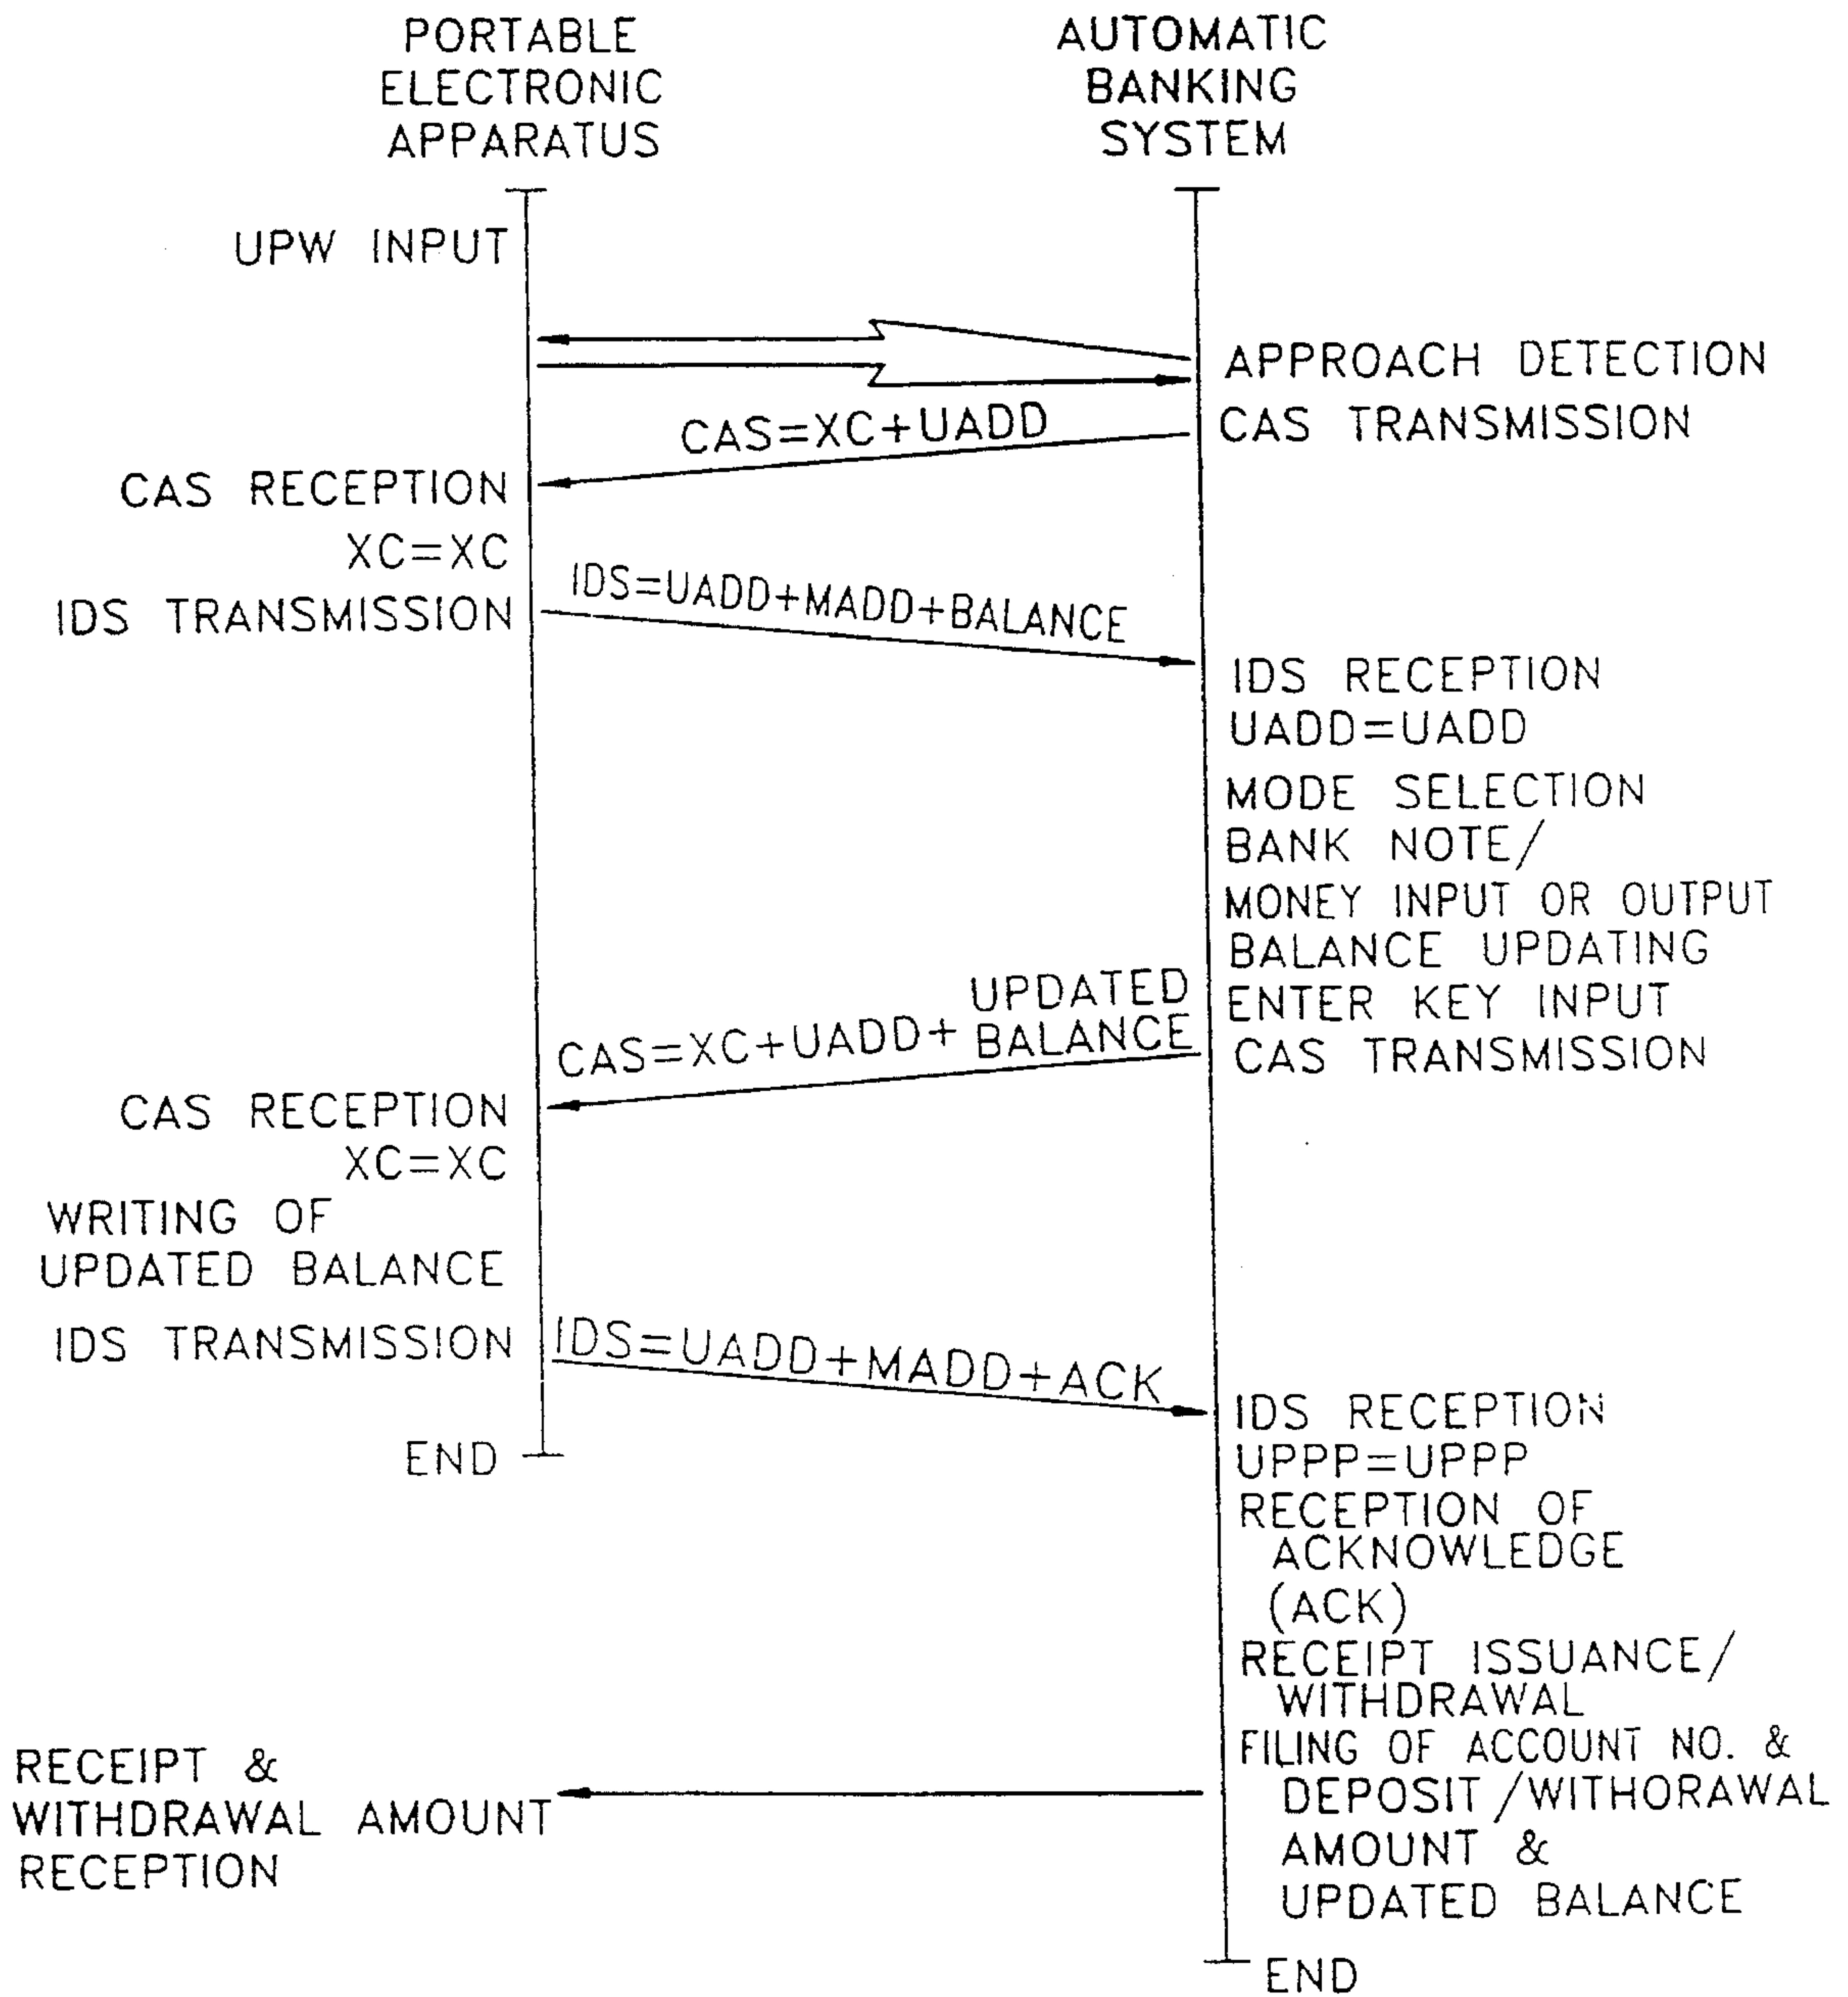 PORTABLE
ELECTRONIC
APPARATUS
AUTOMATIC
BANKING
SYSTEM
UPW INPUT
APPROACH DETECTION
CAS=XC+UADD
CAS TRANSMISSION
CAS RECEPTION
XC=XC
IDS TRANSMISSION
IDS=UADD+MADD+BALANCE
IDS RECEPTION
UADD=UADD
MODE SELECTION
BANK NOTE/
MONEY INPUT OR OUTPUT
BALANCE UPDATING
ENTER KEY INPUT
CAS TRANSMISSION
UPDATED
CAS=XC+UADD+ BALANCE
CAS RECEPTION
XC=XC
WRITING OF
UPDATED BALANCE
IDS TRANSMISSION
IDS=UADD+MADD+ACK
END
IDS RECEPTION
UPPP=UPPP
RECEPTION OF
ACKNOWLEDGE
(ACK)
RECEIPT ISSUANCE/
WITHDRAWAL
FILING OF ACCOUNT NO. &
DEPOSIT/WITHORAWAL
AMOUNT &
UPDATED BALANCE
RECEIPT &
WITHDRAWAL AMOUNT
RECEPTION
END